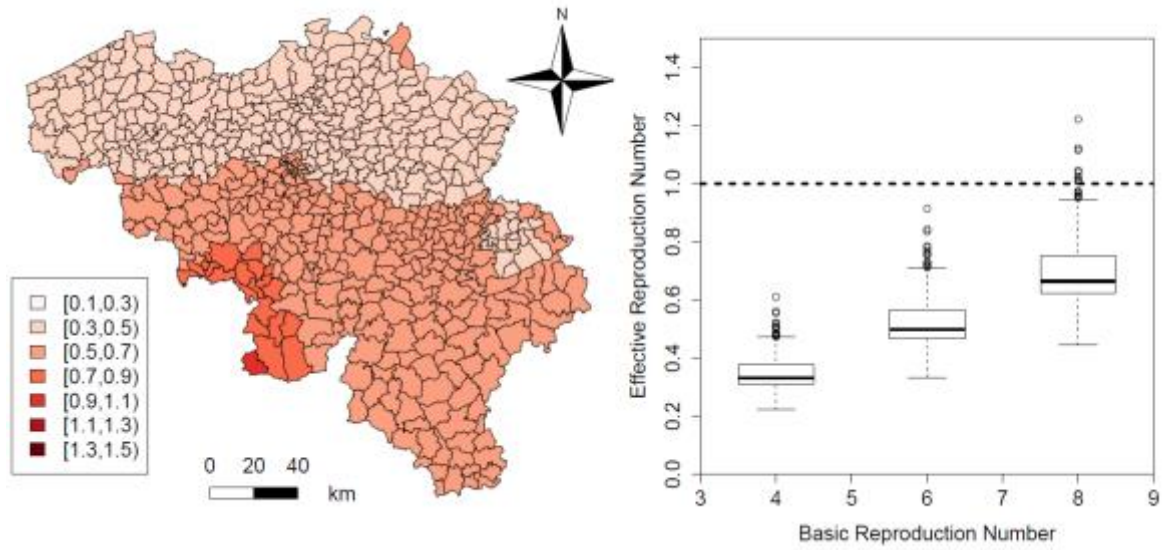 N
[0.1,0.3)
[0.3,0.5)
[0.5,0.7)
[0.7,0.9)
[0.9,1.1)
[1.1,1.3)
[1.3,1.5)
0 20 40
km
Effective Reproduction Number
1.4
1.2
1.0
0.8
0.6
0.4
0.2
0.0
3 4 5 6 7 8 9
Basic Reproduction Number